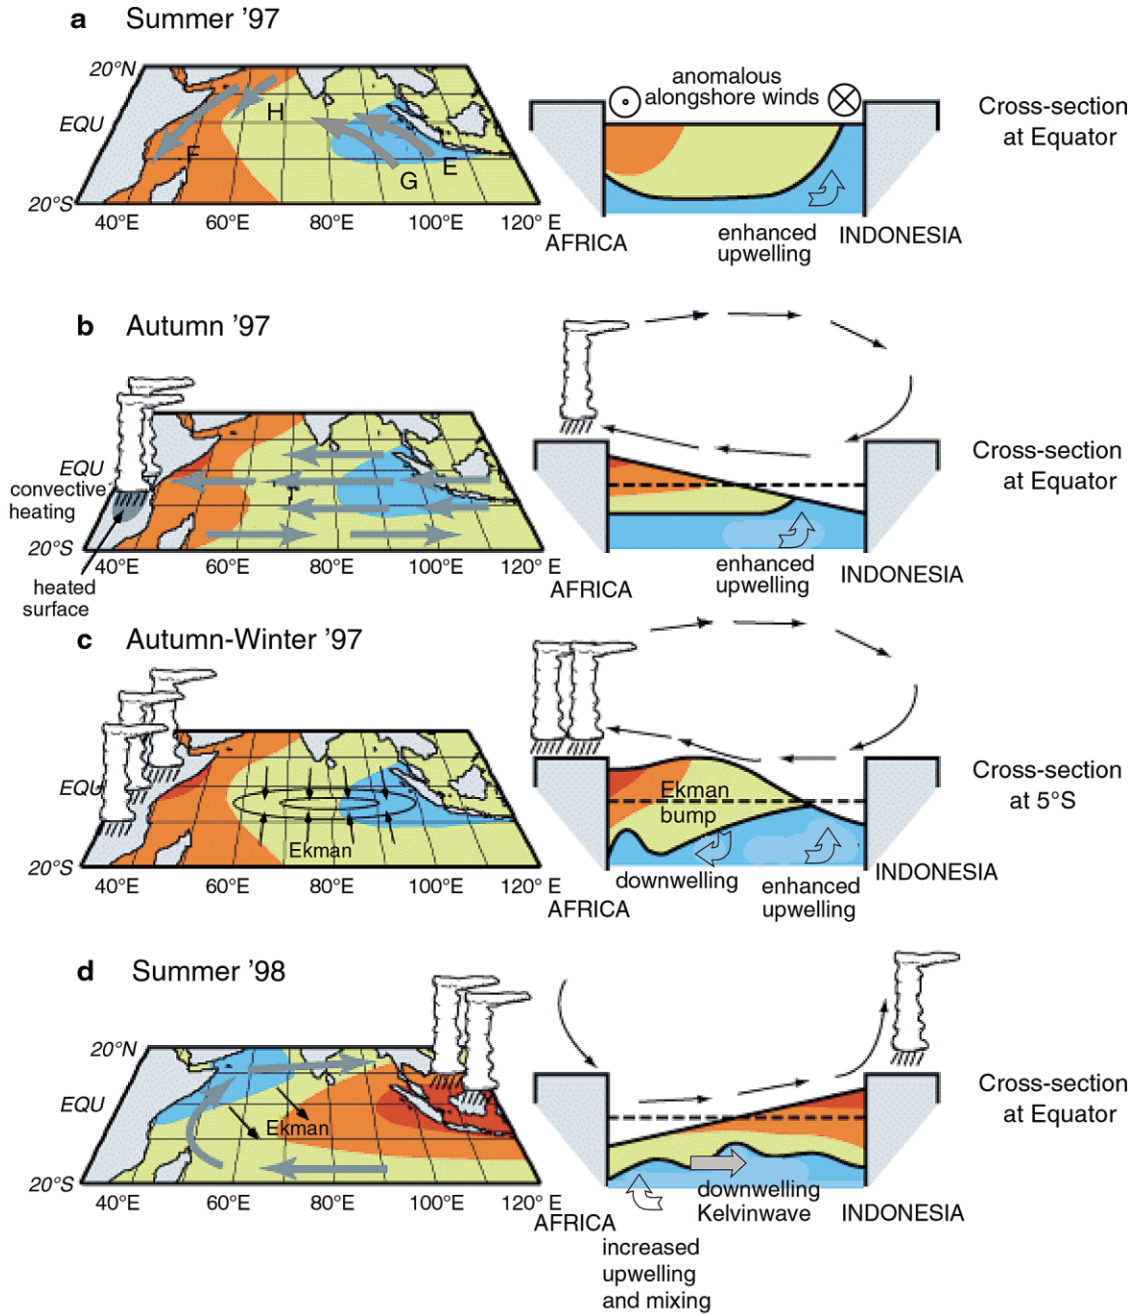 a Summer '97
20°N
EQU
20°S
H
F
E
G
40°E 60°E 80°E 100°E 120° E
anomalous
alongshore winds
AFRICA
enhanced
upwelling
INDONESIA
Cross-section
at Equator
b Autumn '97
EQU
convective
heating
20°S
heated
surface
40°E 60°E 80°E 100°E 120° E
AFRICA
enhanced
upwelling
INDONESIA
Cross-section
at Equator
c Autumn-Winter '97
EQU
20°S
Ekman
40°E 60°E 80°E 100°E 120° E
Ekman
bump
downwelling
enhanced
upwelling
AFRICA
INDONESIA
Cross-section
at 5°S
d Summer '98
20°N
EQU
20°S
Ekman
40°E 60°E 80°E 100°E 120° E
AFRICA
downwelling
Kelvinwave
INDONESIA
increased
upwelling
and mixing
Cross-section
at Equator